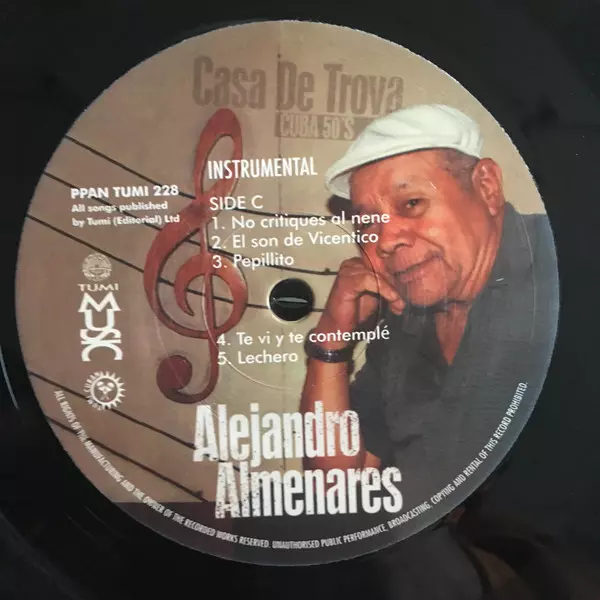 Casa De Trova
CUBA 50'S
INSTRUMENTAL
PPAN TUMI 228
All songs published
by Tumi (Editorial) Ltd
SIDE C
1. No critiques al nene
2. El son de Vicentico
3. Pepillito
4. Te vi y te contemplé
5. Lechero
TUMI
MUSIC
Alejandro
Almenares
ALL RIGHTS OF THE MANUFACTURING AND THE OWNER OF THE RECORDED WORKS RESERVED. UNAUTHORISED PUBLIC PERFORMANCE, BROADCASTING, COPYING AND RENTAL OF THIS RECORD PROHIBITED.